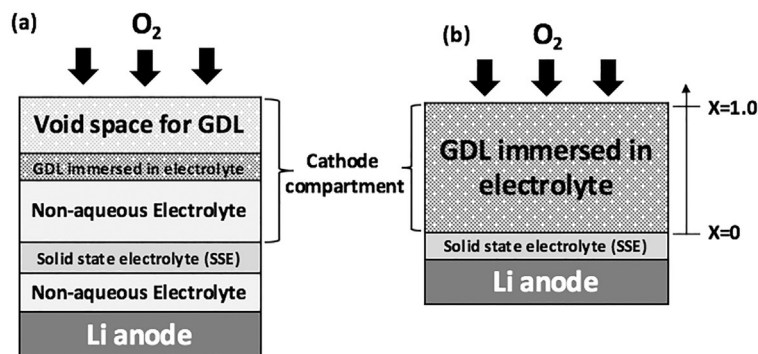 (a)
O₂
Void space for GDL
GDL immersed in electrolyte
Non-aqueous Electrolyte
Solid state electrolyte (SSE)
Non-aqueous Electrolyte
Li anode
Cathode
compartment
(b)
O₂
X=1.0
GDL immersed in
electrolyte
X=0
Solid state electrolyte (SSE)
Li anode